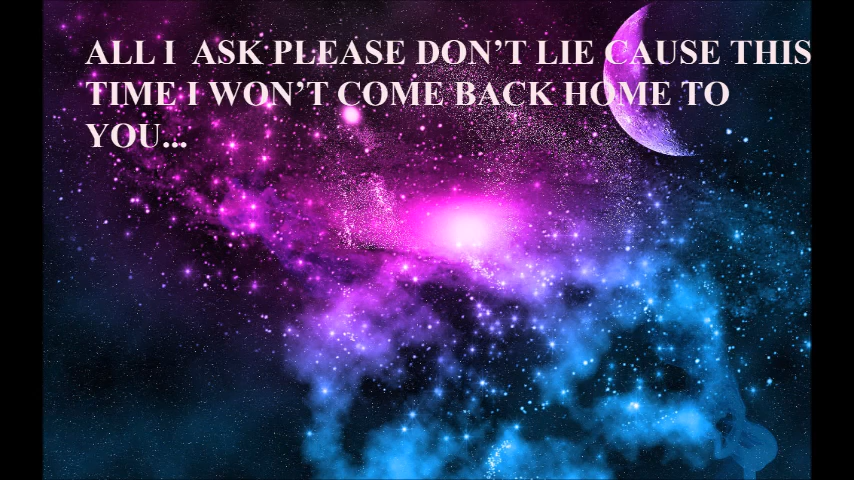 ALL I  ASK PLEASE DON’T LIE CAUSE THIS
TIME I WON’T COME BACK HOME TO
YOU...